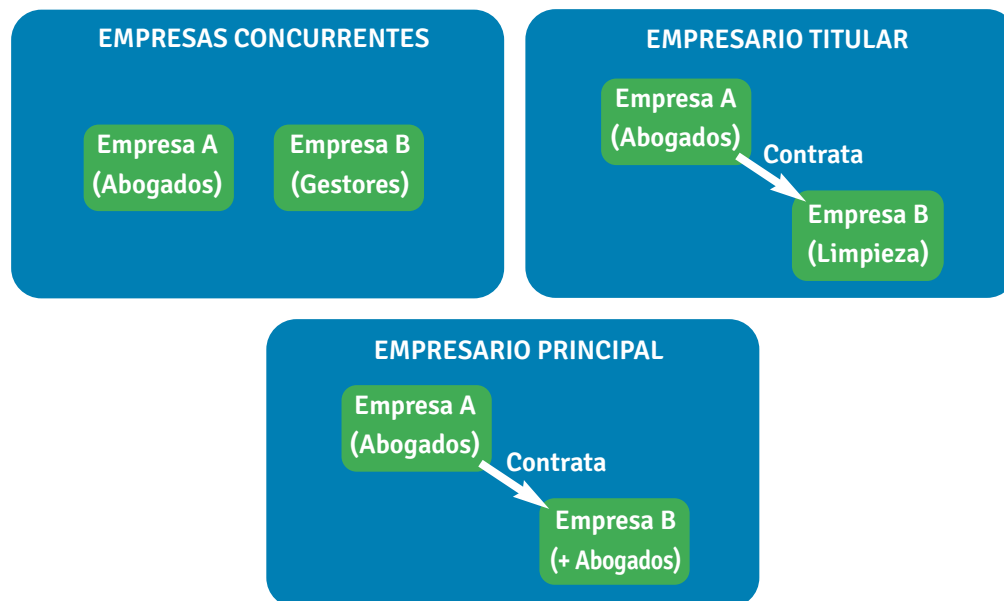 EMPRESAS CONCURRENTES
Empresa A
(Abogados)
Empresa B
(Gestores)
EMPRESARIO TITULAR
Empresa A
(Abogados)
Contrata
Empresa B
(Limpieza)
EMPRESARIO PRINCIPAL
Empresa A
(Abogados)
Contrata
Empresa B
(+ Abogados)